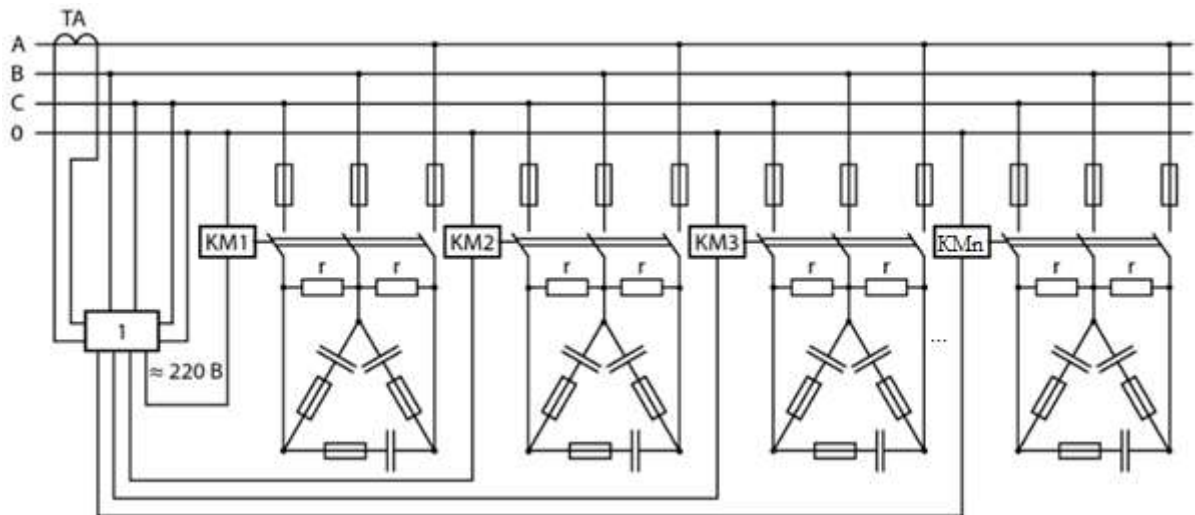 TA
A
B
C
0
KM1
KM2
KM3
KMn
r r r r r r r r
1
≈ 220 В
...